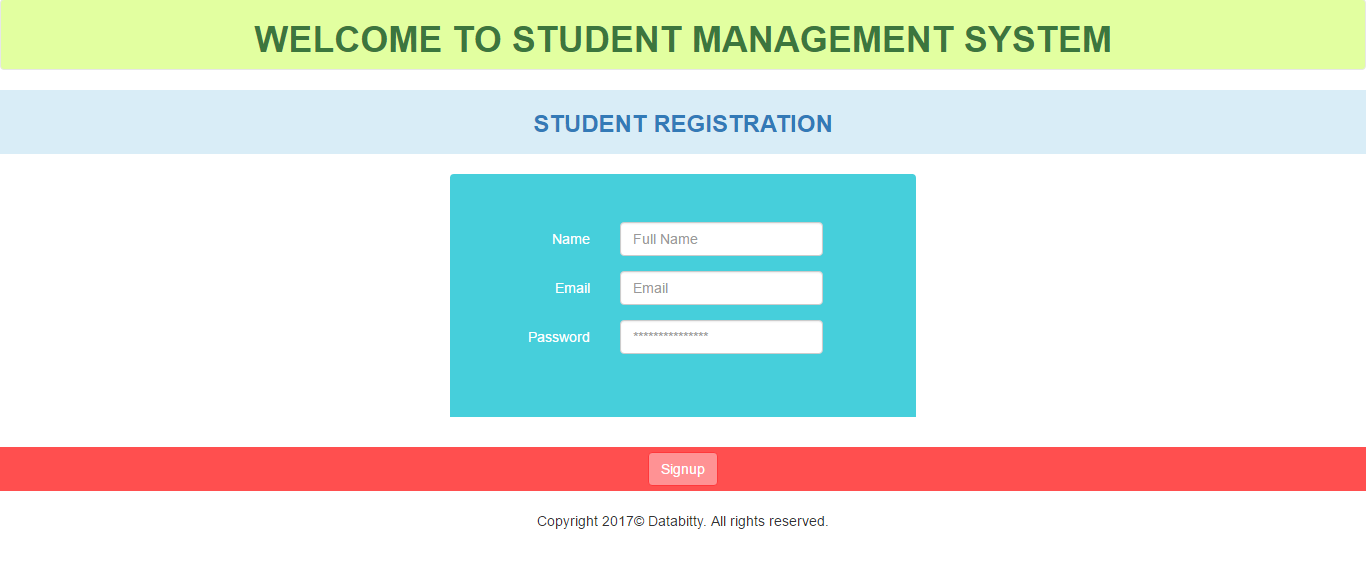 WELCOME TO STUDENT MANAGEMENT SYSTEM
STUDENT REGISTRATION
Name Full Name
Email Email
Password ***************
Signup
Copyright 2017© Databitty. All rights reserved.